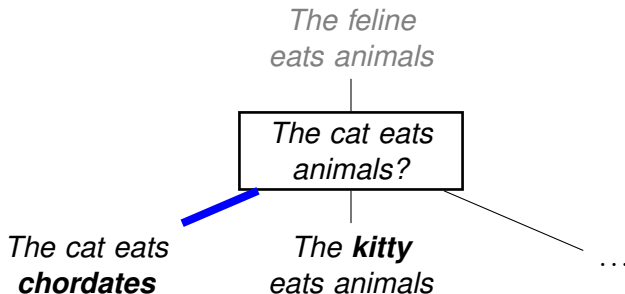 The feline
eats animals
The cat eats
animals?
The cat eats
chordates
The kitty
eats animals
...